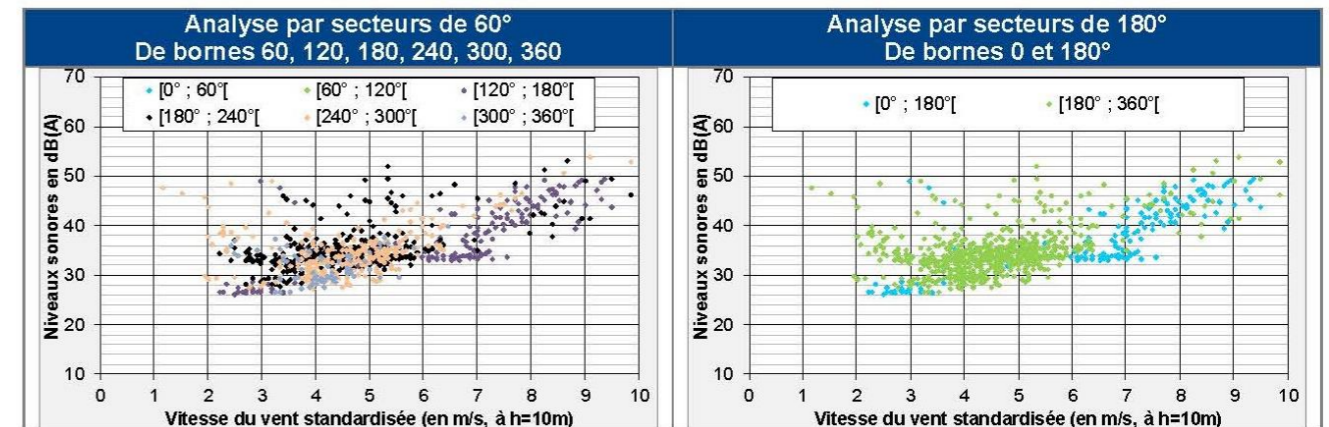 Analyse par secteurs de 60°
De bornes 60, 120, 180, 240, 300, 360
70
60
50
40
30
20
10
Niveaux sonores en dB(A)
[0° ; 60°[ [60° ; 120°[ [120° ; 180°[
[180° ; 240°[ [240° ; 300°[ [300° ; 360°[
0 1 2 3 4 5 6 7 8 9 10
Vitesse du vent standardisée (en m/s, à h=10m)
Analyse par secteurs de 180°
De bornes 0 et 180°
70
60
50
40
30
20
10
Niveaux sonores en dB(A)
[0° ; 180°[ [180° ; 360°[
0 1 2 3 4 5 6 7 8 9 10
Vitesse du vent standardisée (en m/s, à h=10m)